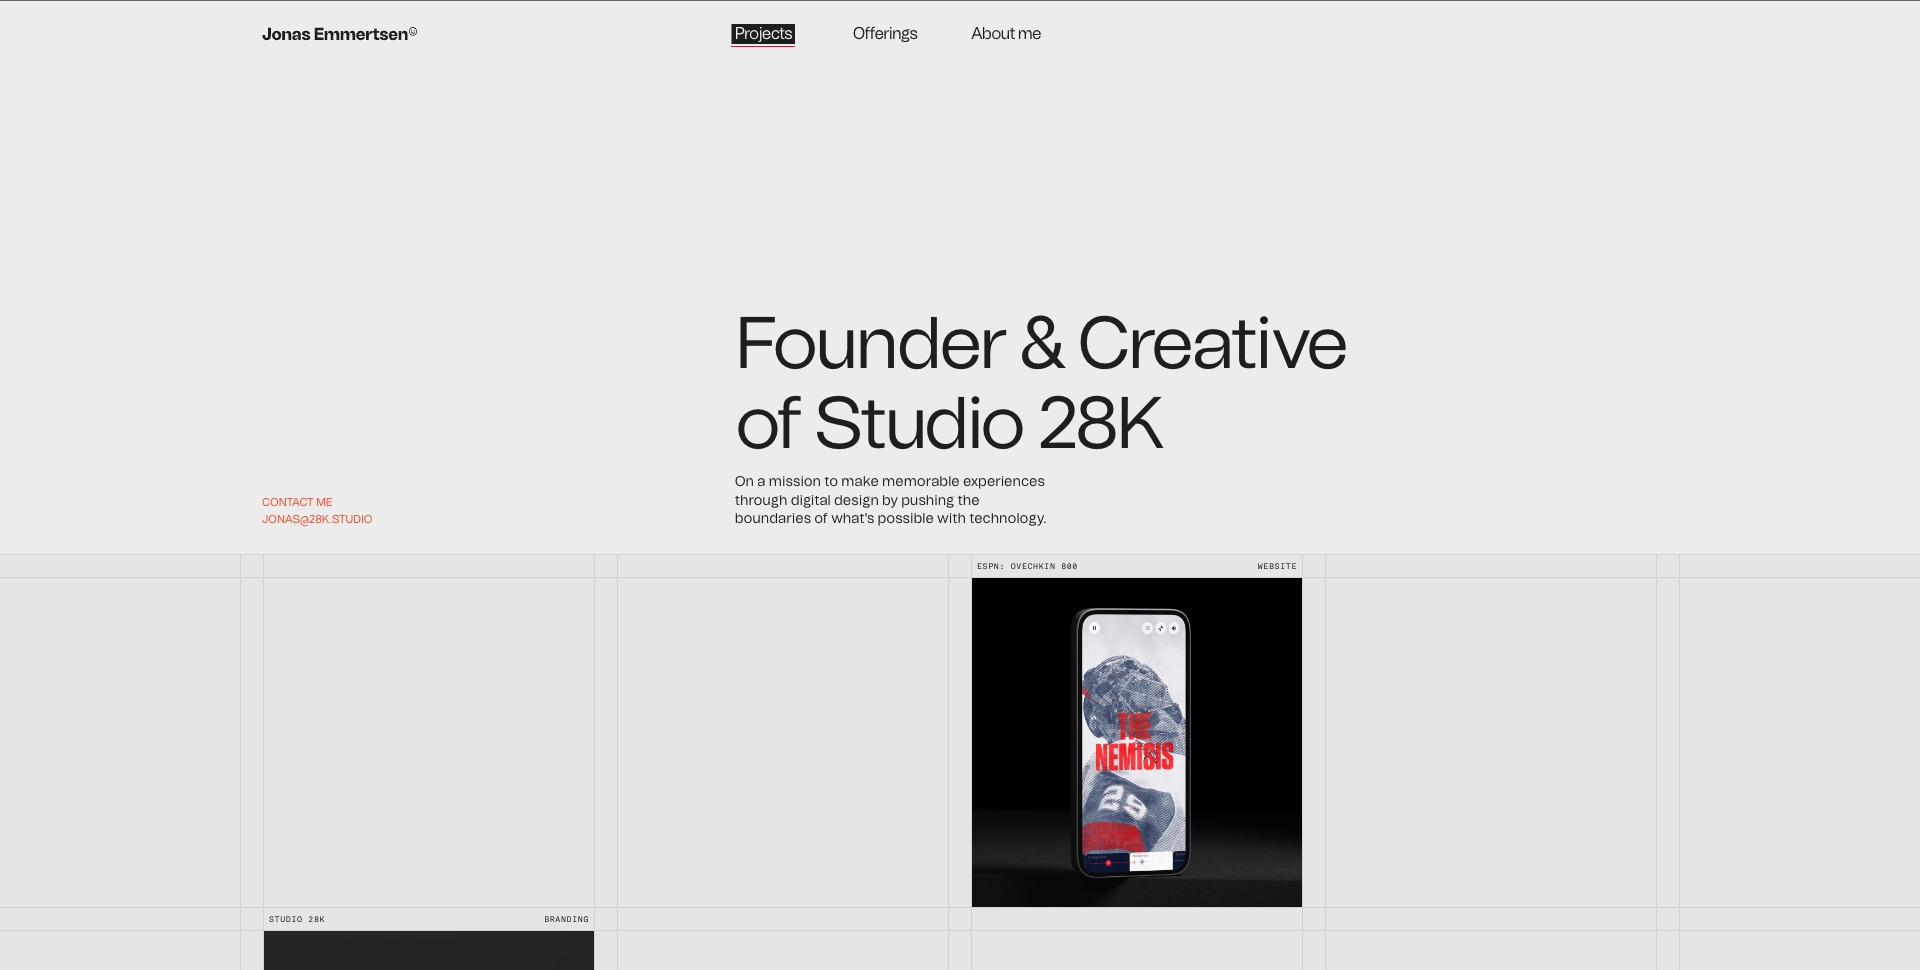 Jonas Emmertsen
Projects
Offerings
About me
Founder & Creative
of Studio 28K
On a mission to make memorable experiences
through digital design by pushing the
boundaries of what's possible with technology.
CONTACT ME
JONAS@28K.STUDIO
ESPN: OVECHKIN 800
WEBSITE
THE
NEMISIS
29
STUDIO 28K
BRANDING